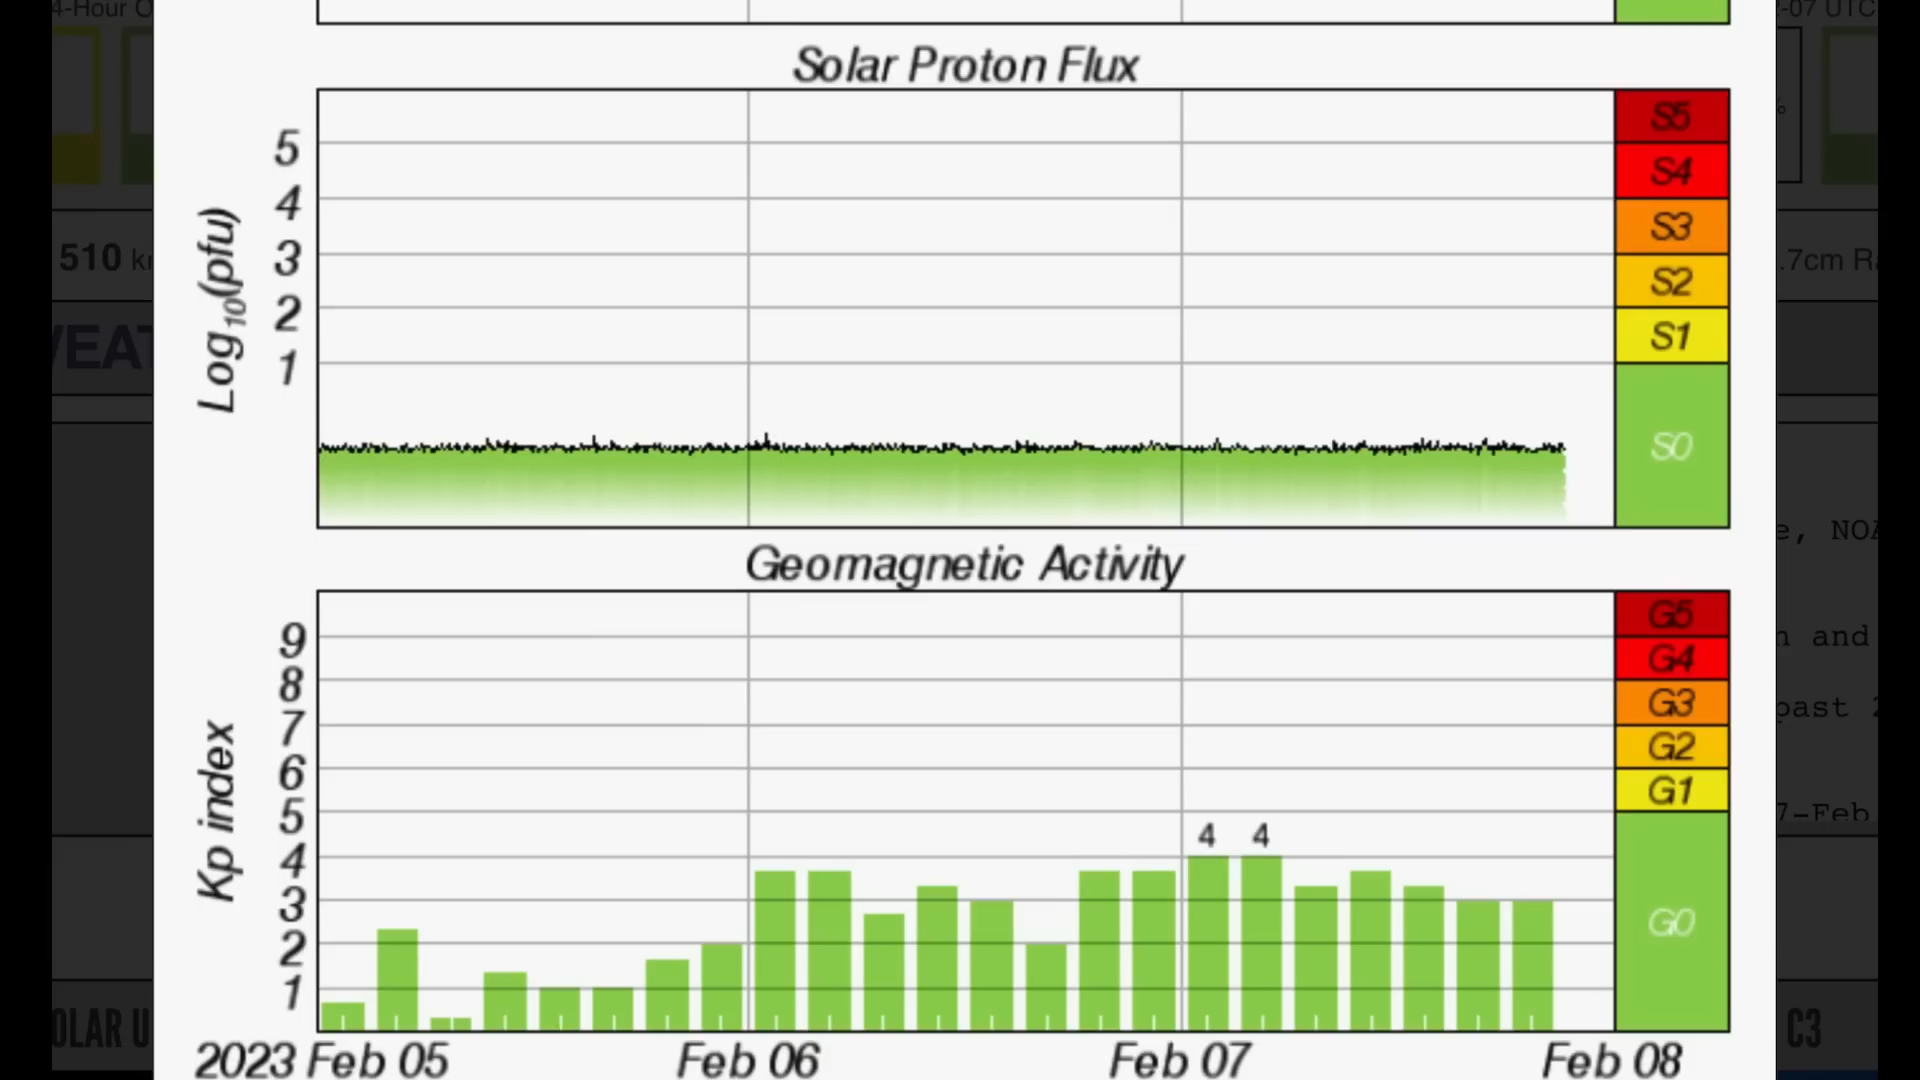 Solar Proton Flux
5
4
3
2
1
Log10(pfu)
S5
S4
S3
S2
S1
S0
Geomagnetic Activity
9
8
7
6
5
4
3
2
1
Kp index
4 4
G5
G4
G3
G2
G1
G0
2023 Feb 05 Feb 06 Feb 07 Feb 08
510
-07 UTC
%
.7cm
NOA
and
past
7-Feb
C3